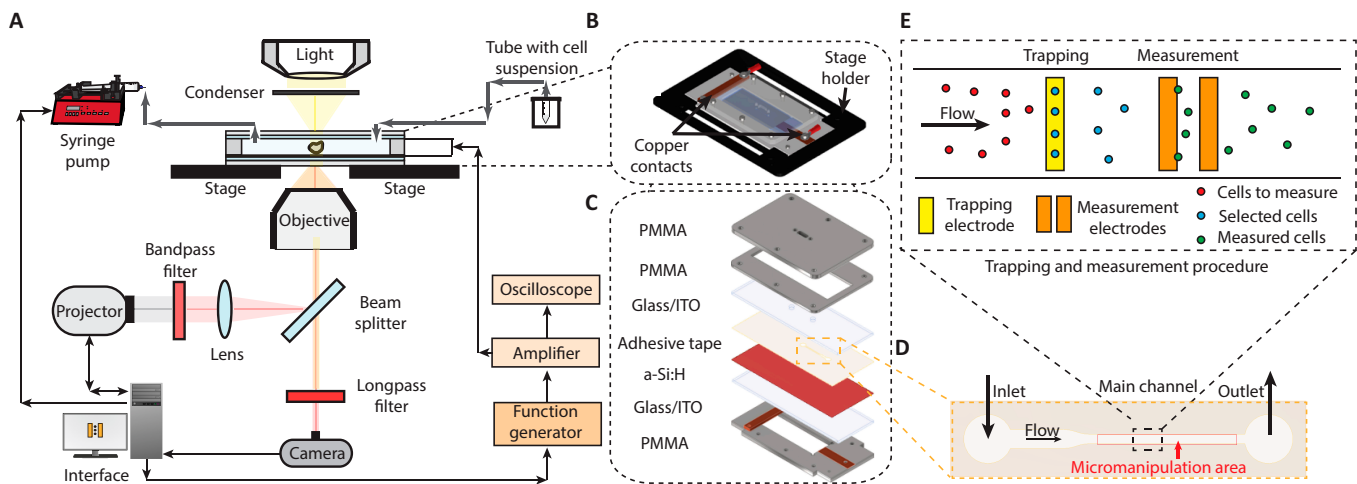 A
Light
Condenser
Tube with cell
suspension
Syringe
pump
Stage
Stage
Objective
Bandpass
filter
Projector
Lens
Beam
splitter
Longpass
filter
Camera
Interface
Oscilloscope
Amplifier
Function
generator
B
Stage
holder
Copper
contacts
C
PMMA
PMMA
Glass/ITO
Adhesive tape
a-Si:H
Glass/ITO
PMMA
E
Trapping
Measurement
Flow
Trapping
electrode
Measurement
electrodes
Cells to measure
Selected cells
Measured cells
Trapping and measurement procedure
D
Inlet
Main channel
Outlet
Flow
Micromanipulation area